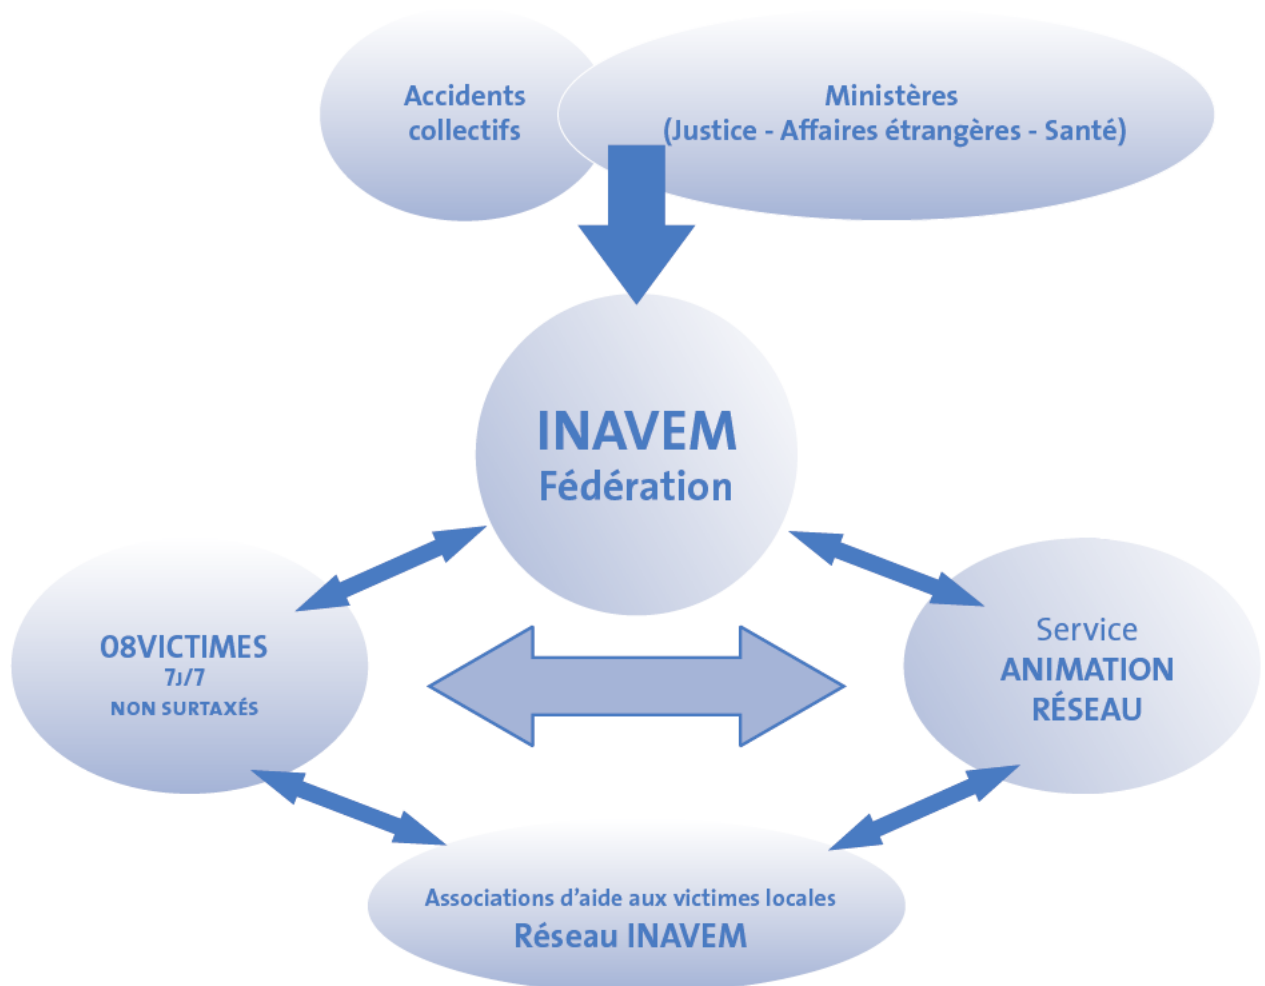 Accidents
collectifs
Ministères
(Justice - Affaires étrangères - Santé)
INAVEM
Fédération
08VICTIMES
7J/7
NON SURTAXÉS
Service
ANIMATION
RÉSEAU
Associations d’aide aux victimes locales
Réseau INAVEM